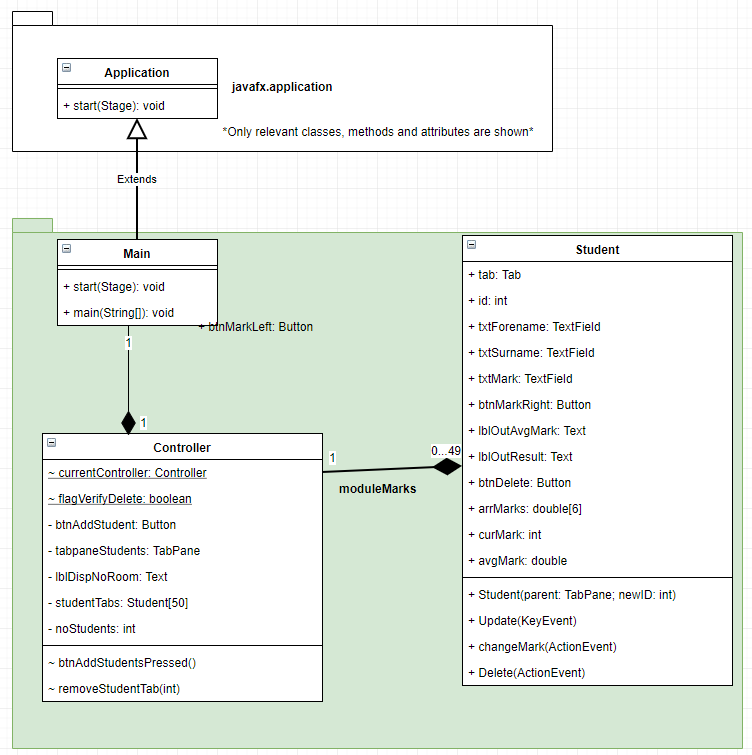 Application
+ start(Stage): void
javafx.application
*Only relevant classes, methods and attributes are shown*
Extends
Main
+ start(Stage): void
+ main(String[]): void
+ btnMarkLeft: Button
1
1
Controller
~ currentController: Controller
~ flagVerifyDelete: boolean
- btnAddStudent: Button
- tabpaneStudents: TabPane
- lblDispNoRoom: Text
- studentTabs: Student[50]
- noStudents: int
~ btnAddStudentsPressed()
~ removeStudentTab(int)
1
0...49
moduleMarks
Student
+ tab: Tab
+ id: int
+ txtForename: TextField
+ txtSurname: TextField
+ txtMark: TextField
+ btnMarkRight: Button
+ lblOutAvgMark: Text
+ lblOutResult: Text
+ btnDelete: Button
+ arrMarks: double[6]
+ curMark: int
+ avgMark: double
+ Student(parent: TabPane; newID: int)
+ Update(KeyEvent)
+ changeMark(ActionEvent)
+ Delete(ActionEvent)